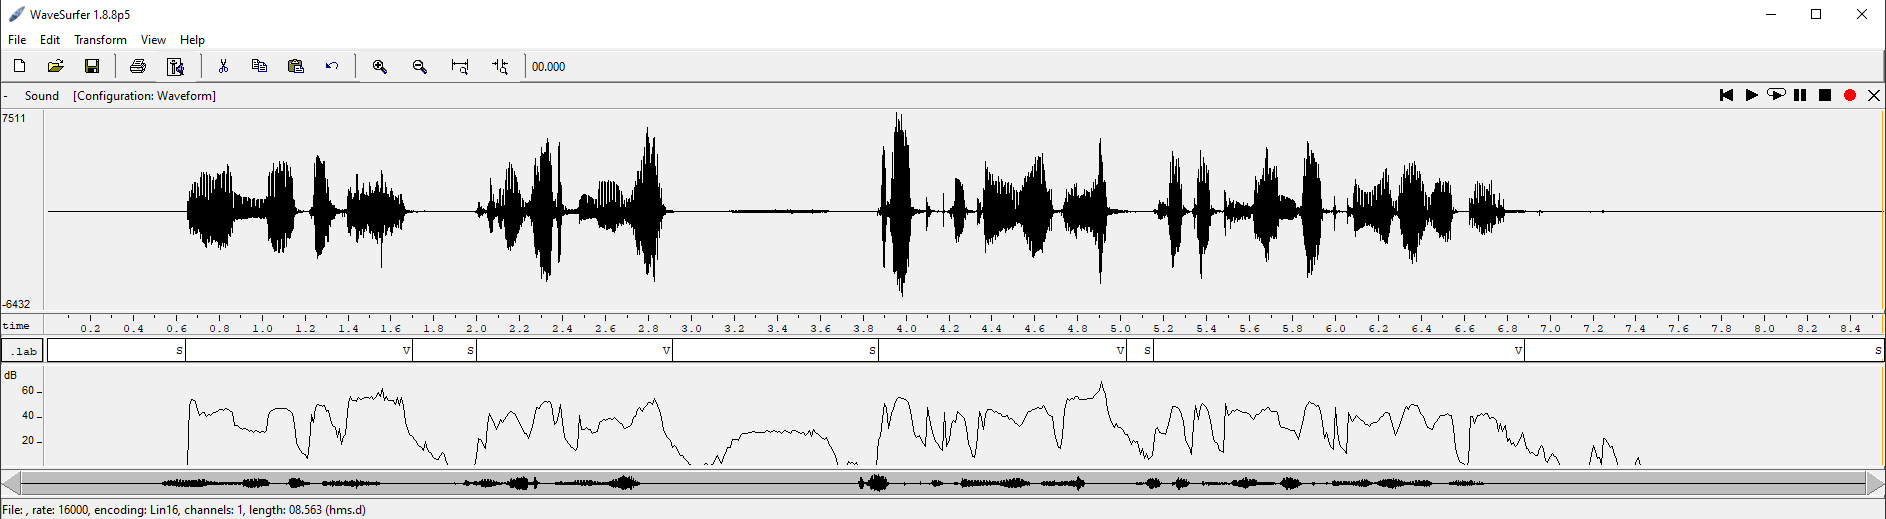 WaveSurfer 1.8.8p5
File Edit Transform View Help
00.000
- Sound [Configuration: Waveform]
7511
-6432
time 0.2 0.4 0.6 0.8 1.0 1.2 1.4 1.6 1.8 2.0 2.2 2.4 2.6 2.8 3.0 3.2 3.4 3.6 3.8 4.0 4.2 4.4 4.6 4.8 5.0 5.2 5.4 5.6 5.8 6.0 6.2 6.4 6.6 6.8 7.0 7.2 7.4 7.6 7.8 8.0 8.2 8.4
.lab S V S V S V S V S
dB
60
40
20
File: , rate: 16000, encoding: Lin16, channels: 1, length: 08.563 (hms.d)